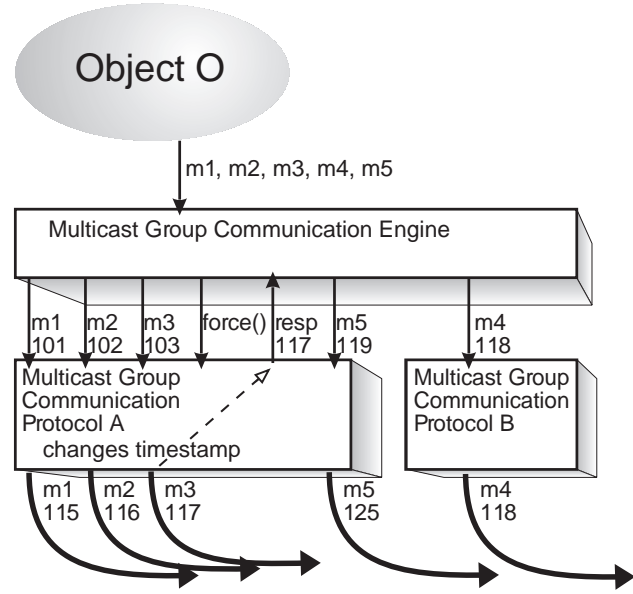 Object O
m1, m2, m3, m4, m5
Multicast Group Communication Engine
m1 m2 m3 force() resp m5 m4
101 102 103 117 119 118
Multicast Group
Communication
Protocol A
changes timestamp
Multicast Group
Communication
Protocol B
m1 m2 m3 m5 m4
115 116 117 125 118